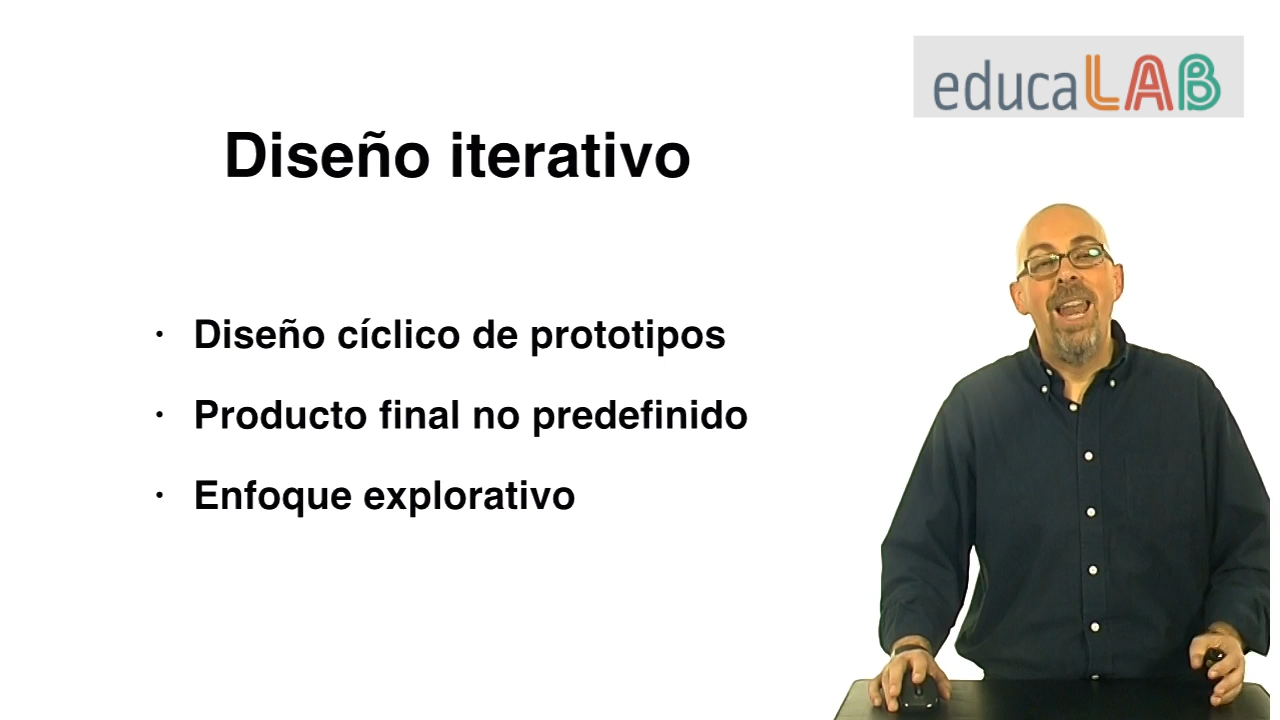 educaLAB
Diseño iterativo
· Diseño cíclico de prototipos
· Producto final no predefinido
· Enfoque explorativo